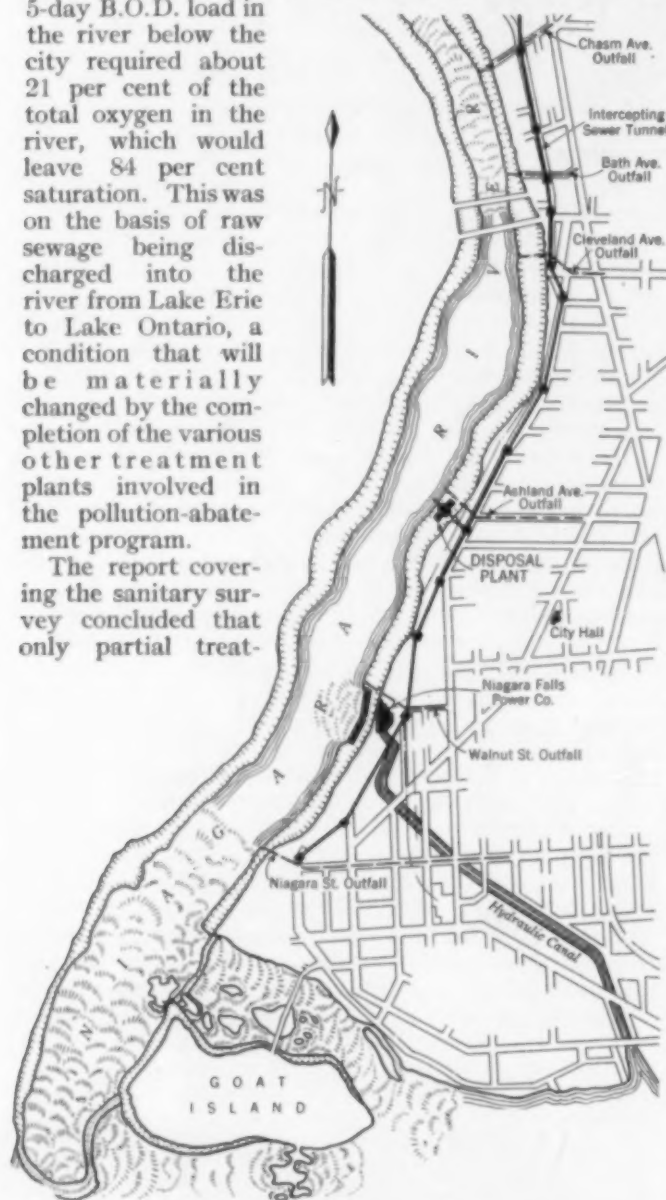 5-day B.O.D. load in
the river below the
city required about
21 per cent of the
total oxygen in the
river, which would
leave 84 per cent
saturation. This was
on the basis of raw
sewage being dis-
charged into the
river from Lake Erie
to Lake Ontario, a
condition that will
be materially
changed by the com-
pletion of the various
other treatment
plants involved in
the pollution-abate-
ment program.
The report cover-
ing the sanitary sur-
vey concluded that
only partial treat-
Chasm Ave.
Outfall
Intercepting
Sewer Tunnel
Bath Ave.
Outfall
Cleveland Ave.
Outfall
N
Ashland Ave.
Outfall
DISPOSAL
PLANT
City Hall
Niagara Falls
Power Co.
Walnut St. Outfall
Niagara St. Outfall
Hydraulic Canal
NIAGARA RIVER
GOAT
ISLAND